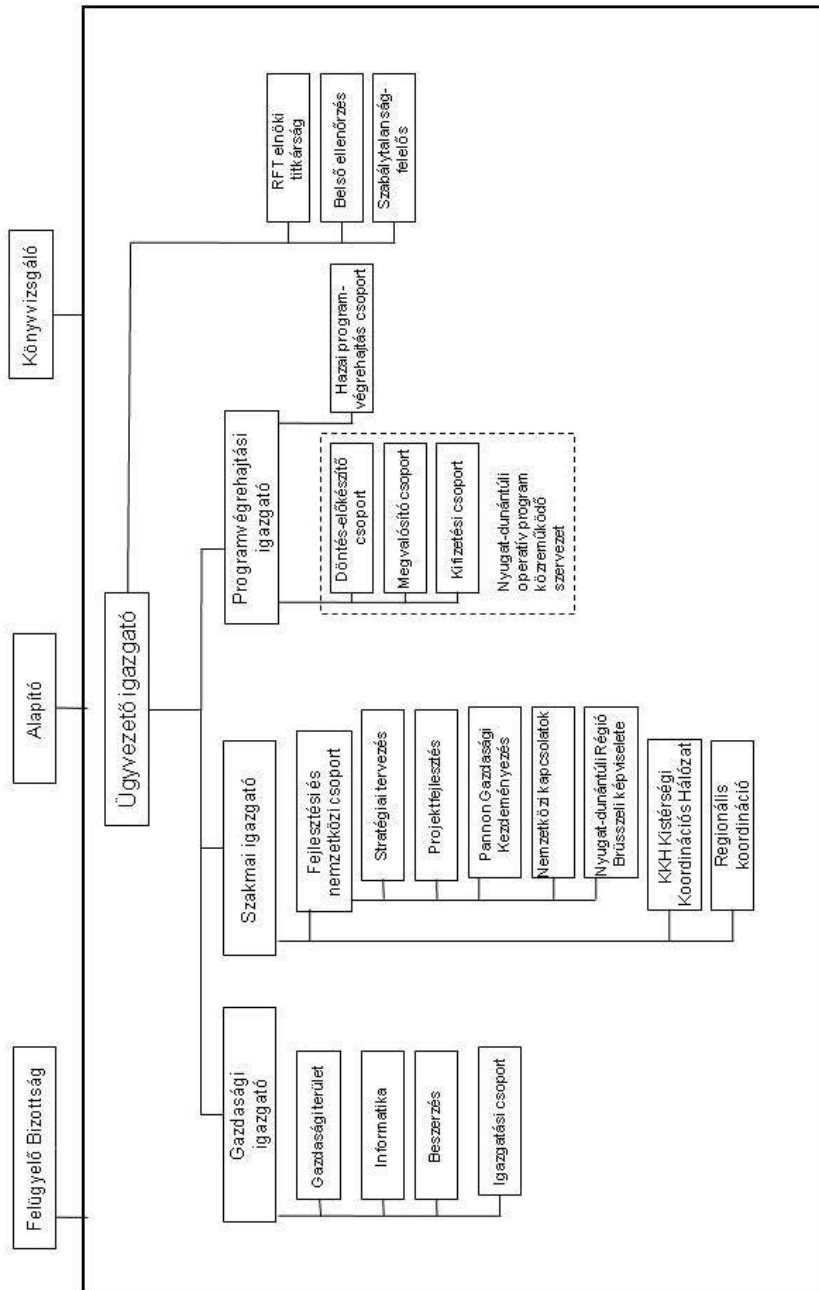 Felügyelő Bizottság
Alapító
Könyvvizsgáló
Ügyvezető igazgató
Gazdasági
igazgató
Gazdasági terület
Informatika
Beszerzés
Igazgatási csoport
Szakmai igazgató
Fejlesztési és
nemzetközi csoport
Stratégiai tervezés
Projektfejlesztés
Pannon Gazdasági
Kezdeményezés
Nemzetközi kapcsolatok
Nyugat-dunántúli Régió
Brüsszeli képviselete
KKH Kistérségi
Koordinációs Hálózat
Regionális
koordináció
Programvégrehajtási
igazgató
Döntés-előkészítő
csoport
Megvalósító csoport
Kifizetési csoport
Nyugat-dunántúli
operatív program
közreműködő
szervezet
Hazai program-
végrehajtás csoport
RFT elnöki
titkárság
Belső ellenőrzés
Szabálytalanság-
felelős